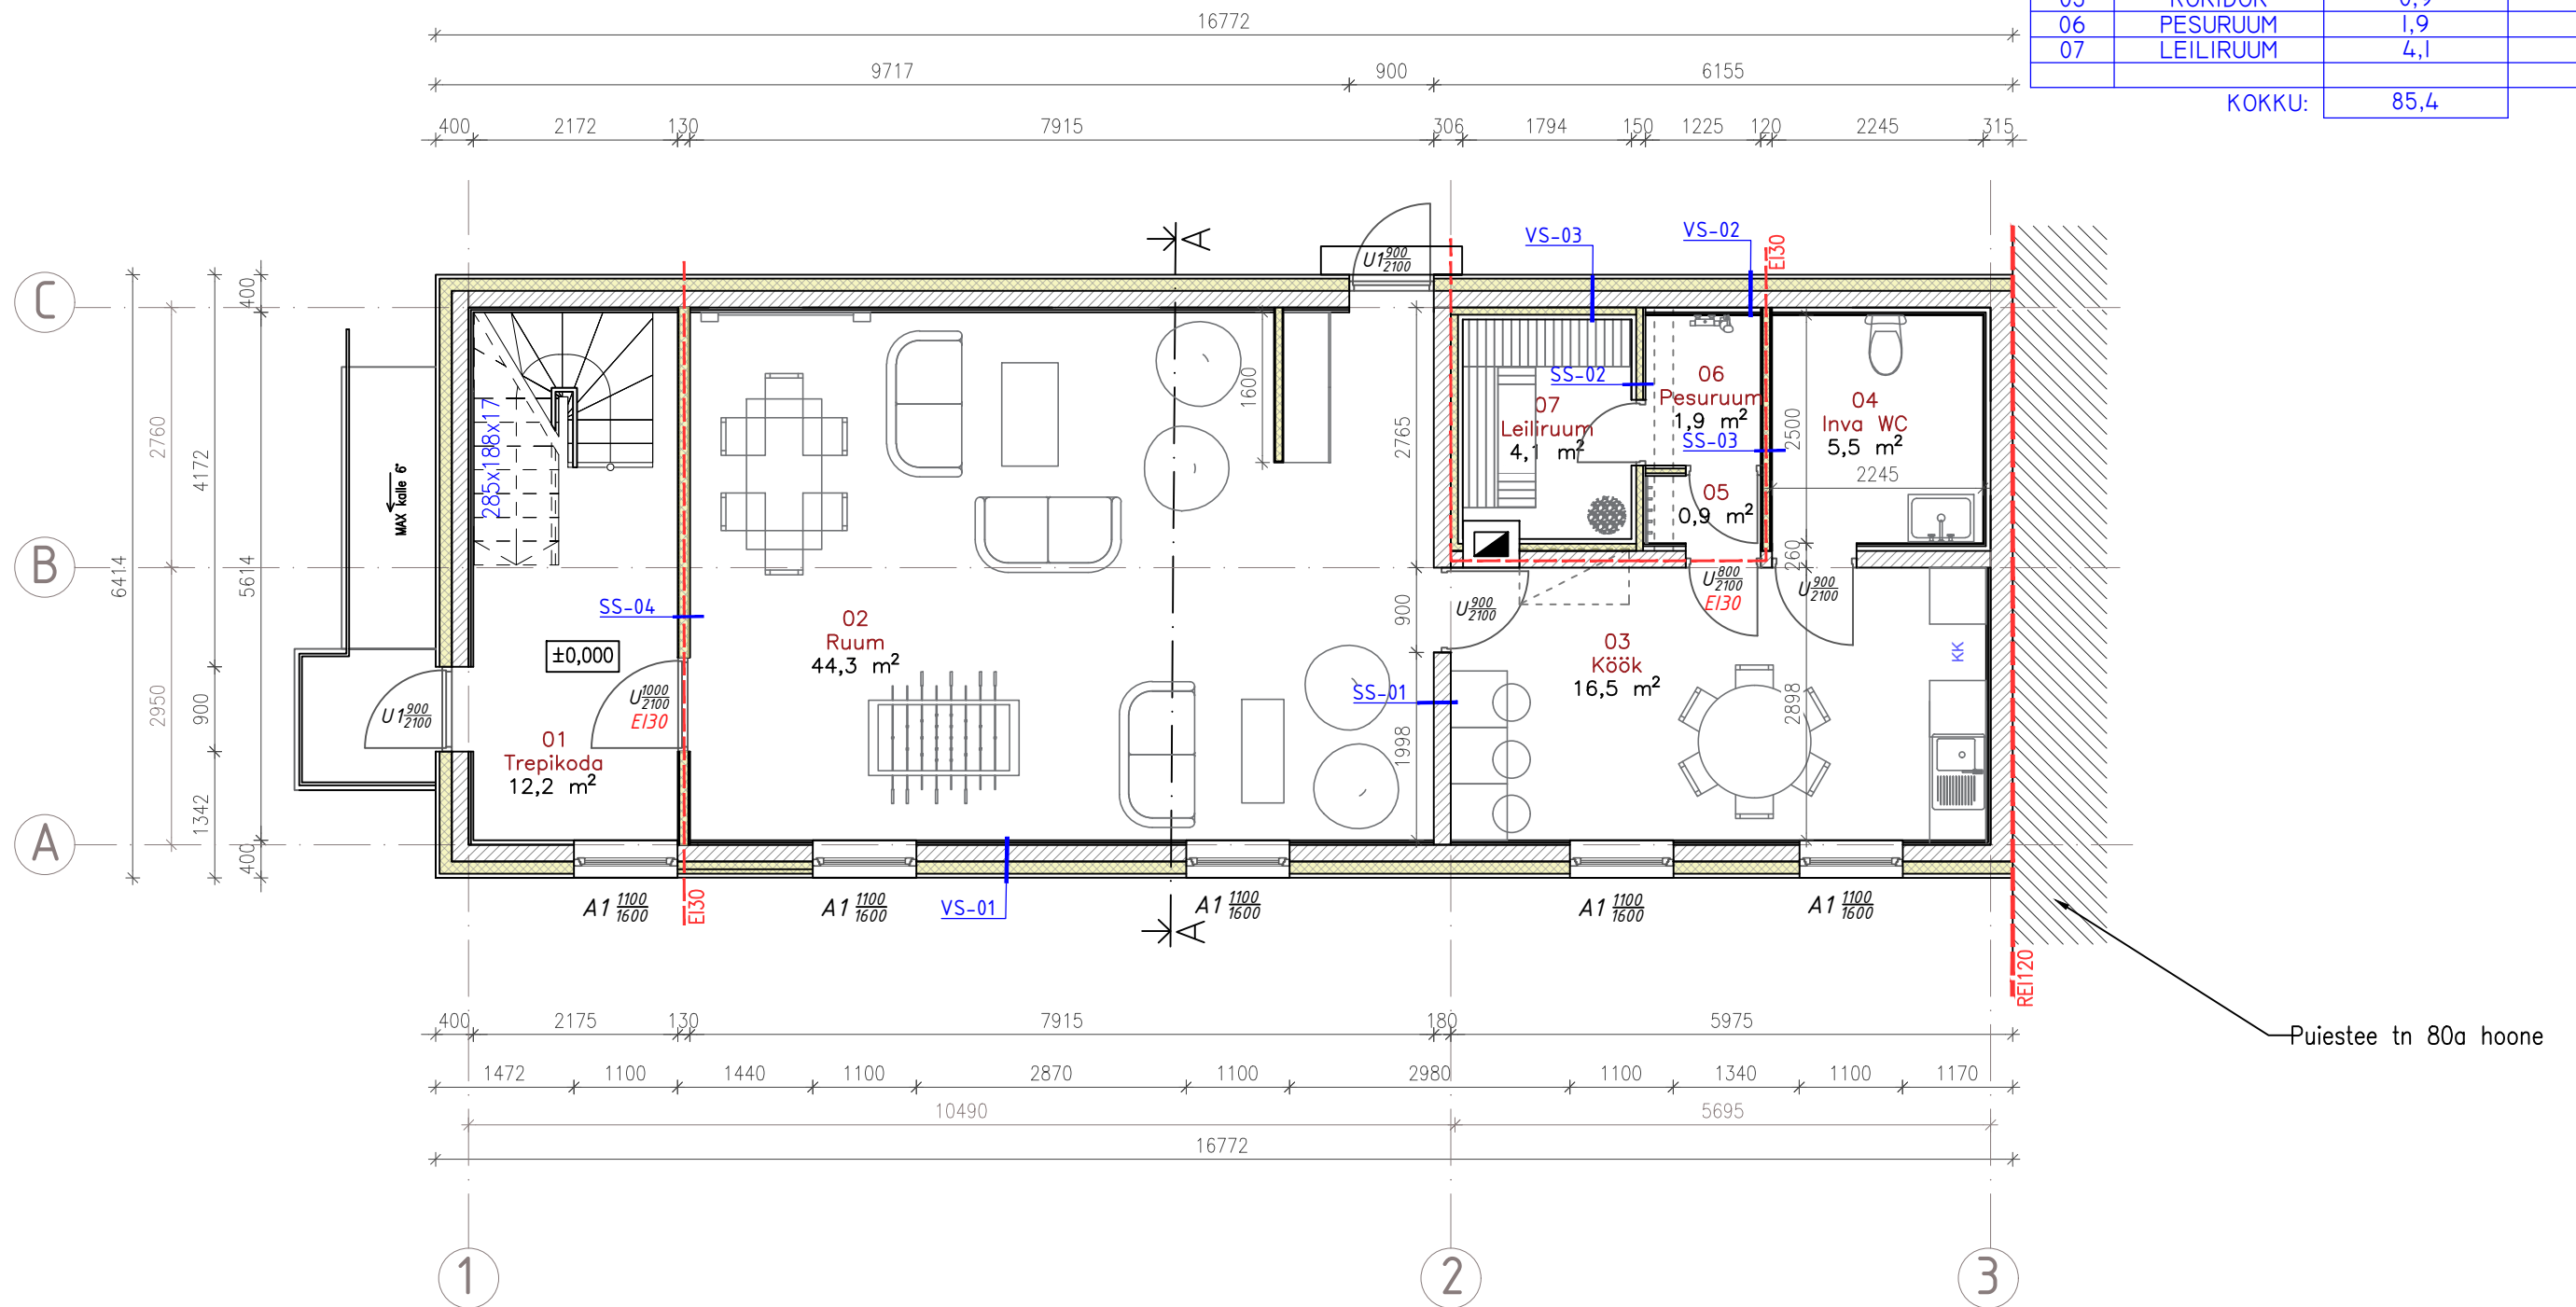 16772
9717 900 6155
400 2172 130 7915 306 1794 150 1225 120 2245 315
06 PESURUUM 1,9
07 LEILIRUUM 4,1
KOKKU: 85,4
VS-03
VS-02
EI30
A
U1 900/2100
C
B
A
6414
2760
2950
4172
900
1342
400
5614
400
MAX kalle 6°
285x188x17
1600
2765
900
1998
SS-02
07
Leiliruum
4,1 m²
06
Pesuruum
1,9 m²
SS-03
05
0,9 m²
04
Inva WC
5,5 m²
2500
2245
260
2898
SS-04
±0,000
02
Ruum
44,3 m²
U 900/2100
U 800/2100
EI30
U 900/2100
03
Köök
16,5 m²
KK
SS-01
U1 900/2100
U 1000/2100
EI30
01
Trepikoda
12,2 m²
A1 1100/1600
EI30
A1 1100/1600
VS-01
A1 1100/1600
A
A1 1100/1600
A1 1100/1600
REI120
Puiestee tn 80a hoone
400 2175 130 7915 180 5975
1472 1100 1440 1100 2870 1100 2980 1100 1340 1100 1170
10490 5695
16772
1 2 3